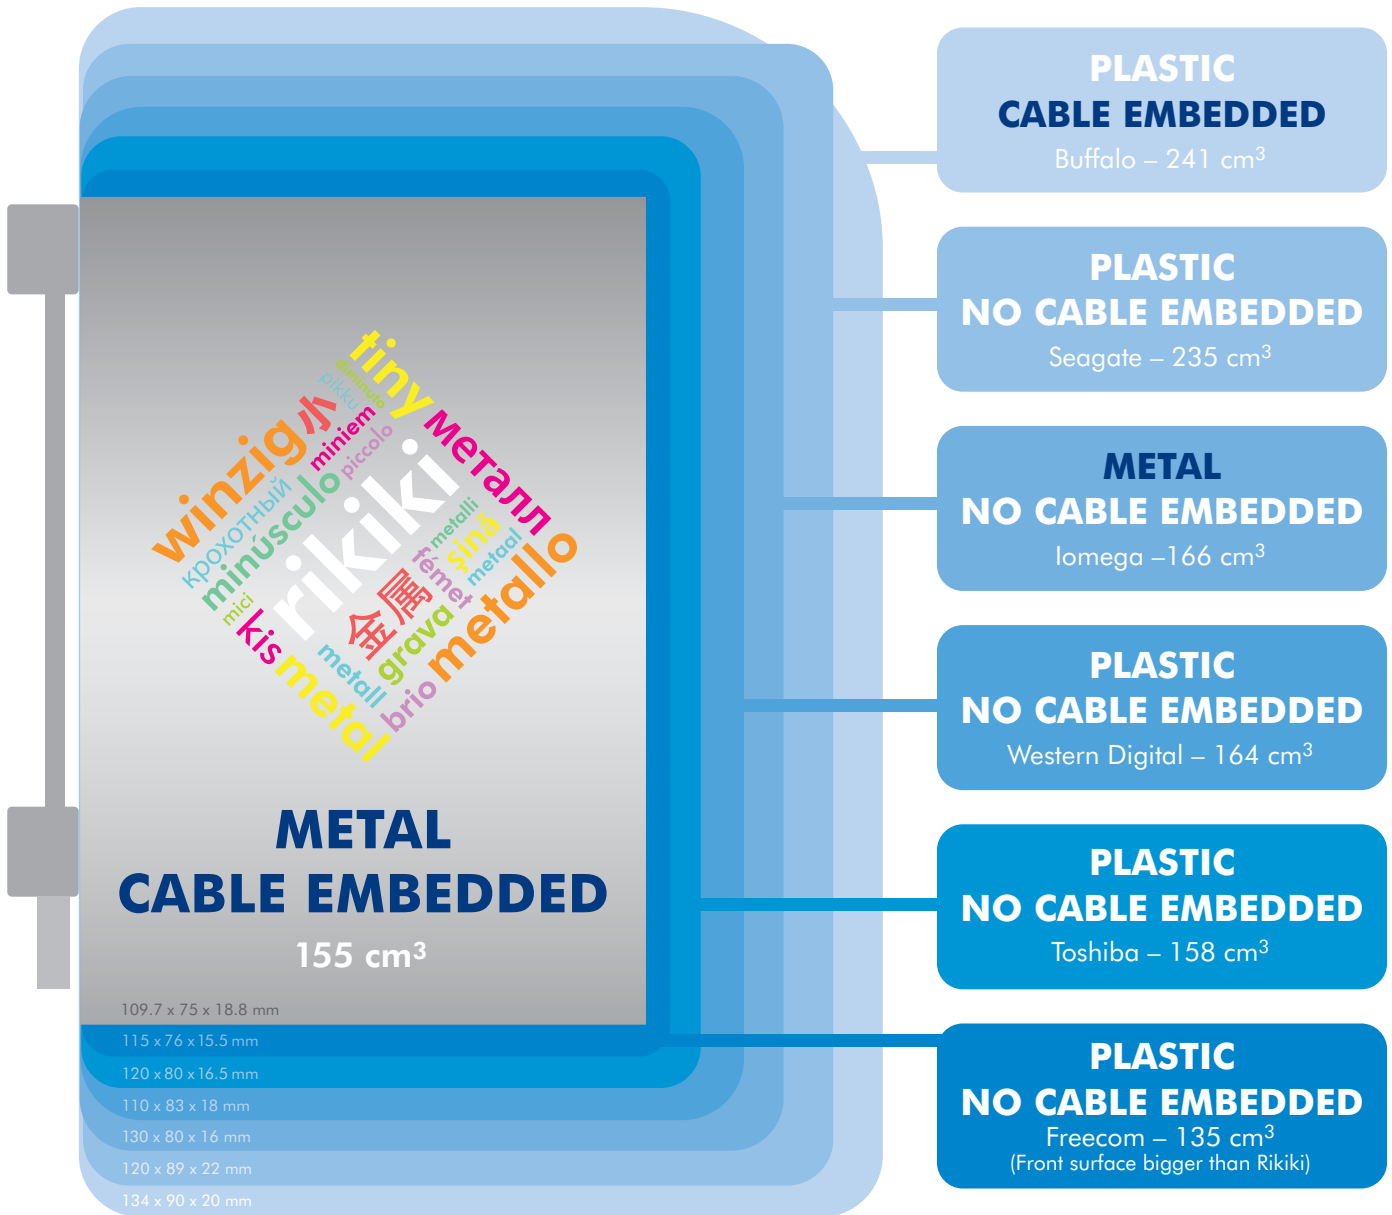 PLASTIC
CABLE EMBEDDED
Buffalo – 241 cm³
PLASTIC
NO CABLE EMBEDDED
Seagate – 235 cm³
METAL
NO CABLE EMBEDDED
Iomega –166 cm³
PLASTIC
NO CABLE EMBEDDED
Western Digital – 164 cm³
PLASTIC
NO CABLE EMBEDDED
Toshiba – 158 cm³
PLASTIC
NO CABLE EMBEDDED
Freecom – 135 cm³
(Front surface bigger than Rikiki)
tiny
diminuto
pikku
металл
winzig
小
miniem
piccolo
крохотный
minúsculo
rikiki
mici
kis
metal
metalli
sīnā
metaal
fémet
金属
grava
metallo
metall
brio
METAL
CABLE EMBEDDED
155 cm³
109.7 x 75 x 18.8 mm
115 x 76 x 15.5 mm
120 x 80 x 16.5 mm
110 x 83 x 18 mm
130 x 80 x 16 mm
120 x 89 x 22 mm
134 x 90 x 20 mm